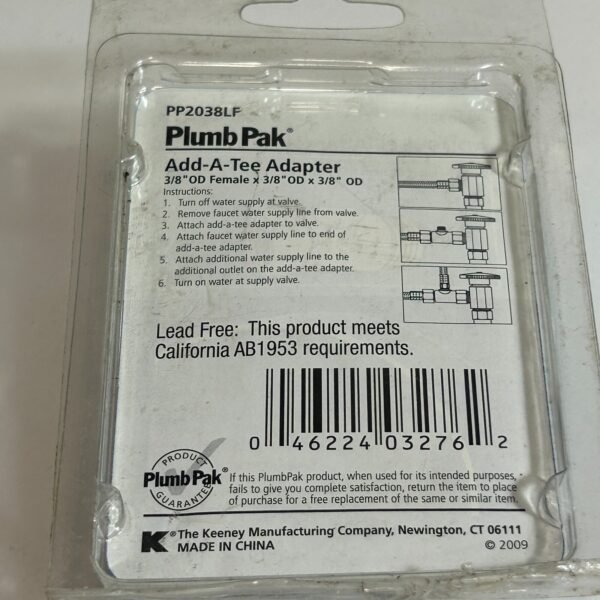 PP2038LF
Plumb Pak®
Add-A-Tee Adapter
3/8"OD Female x 3/8"OD x 3/8" OD
Instructions:
1. Turn off water supply at valve.
2. Remove faucet water supply line from valve.
3. Attach add-a-tee adapter to valve.
4. Attach faucet water supply line to end of
add-a-tee adapter.
5. Attach additional water supply line to the
additional outlet on the add-a-tee adapter.
6. Turn on water at supply valve.
Lead Free: This product meets
California AB1953 requirements.
0 46224 03276 2
PRODUCT
Plumb Pak®
GUARANTEE
If this PlumbPak product, when used for its intended purposes,
fails to give you complete satisfaction, return the item to place
of purchase for a free replacement of the same or similar item.
K® The Keeney Manufacturing Company, Newington, CT 06111
MADE IN CHINA
© 2009